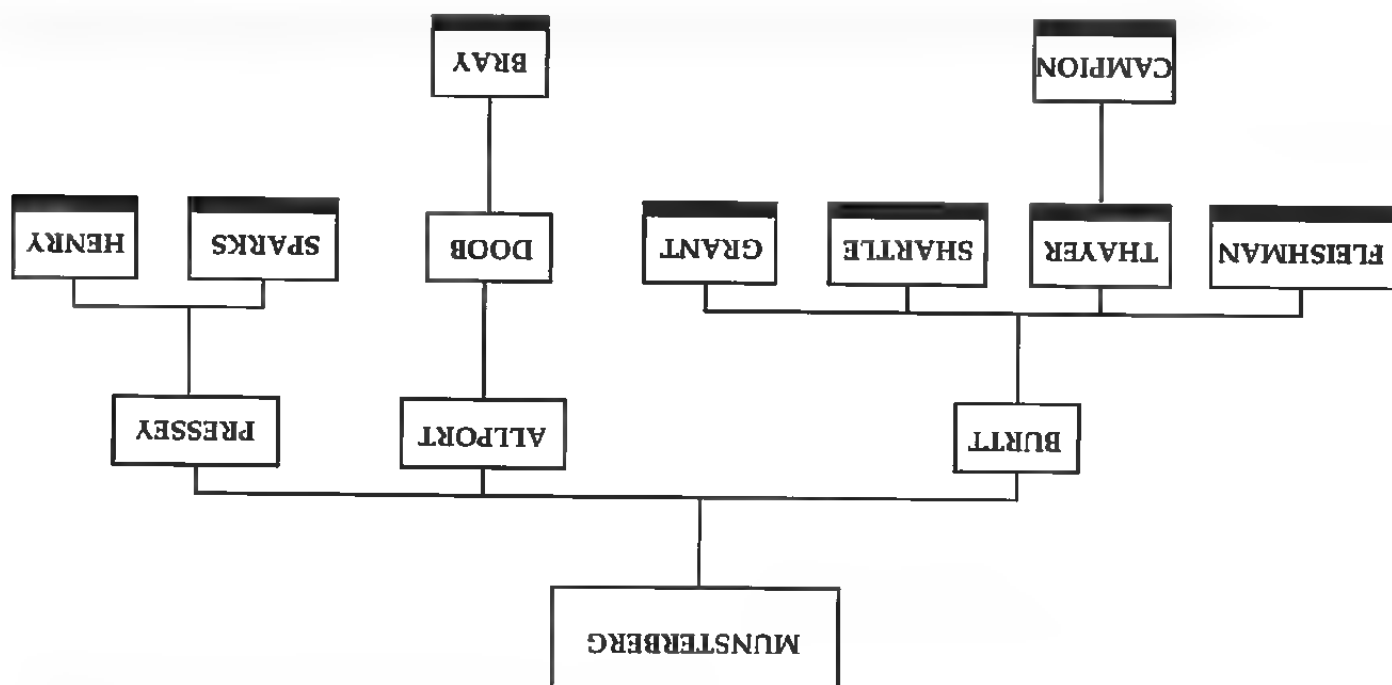 MUNSTERBERG
BURTT
ALLPORT
PRESSEY
FLEISHMAN
THAYER
SHARTLE
GRANT
DOOB
SPARKS
HENRY
CAMPION
BRAY